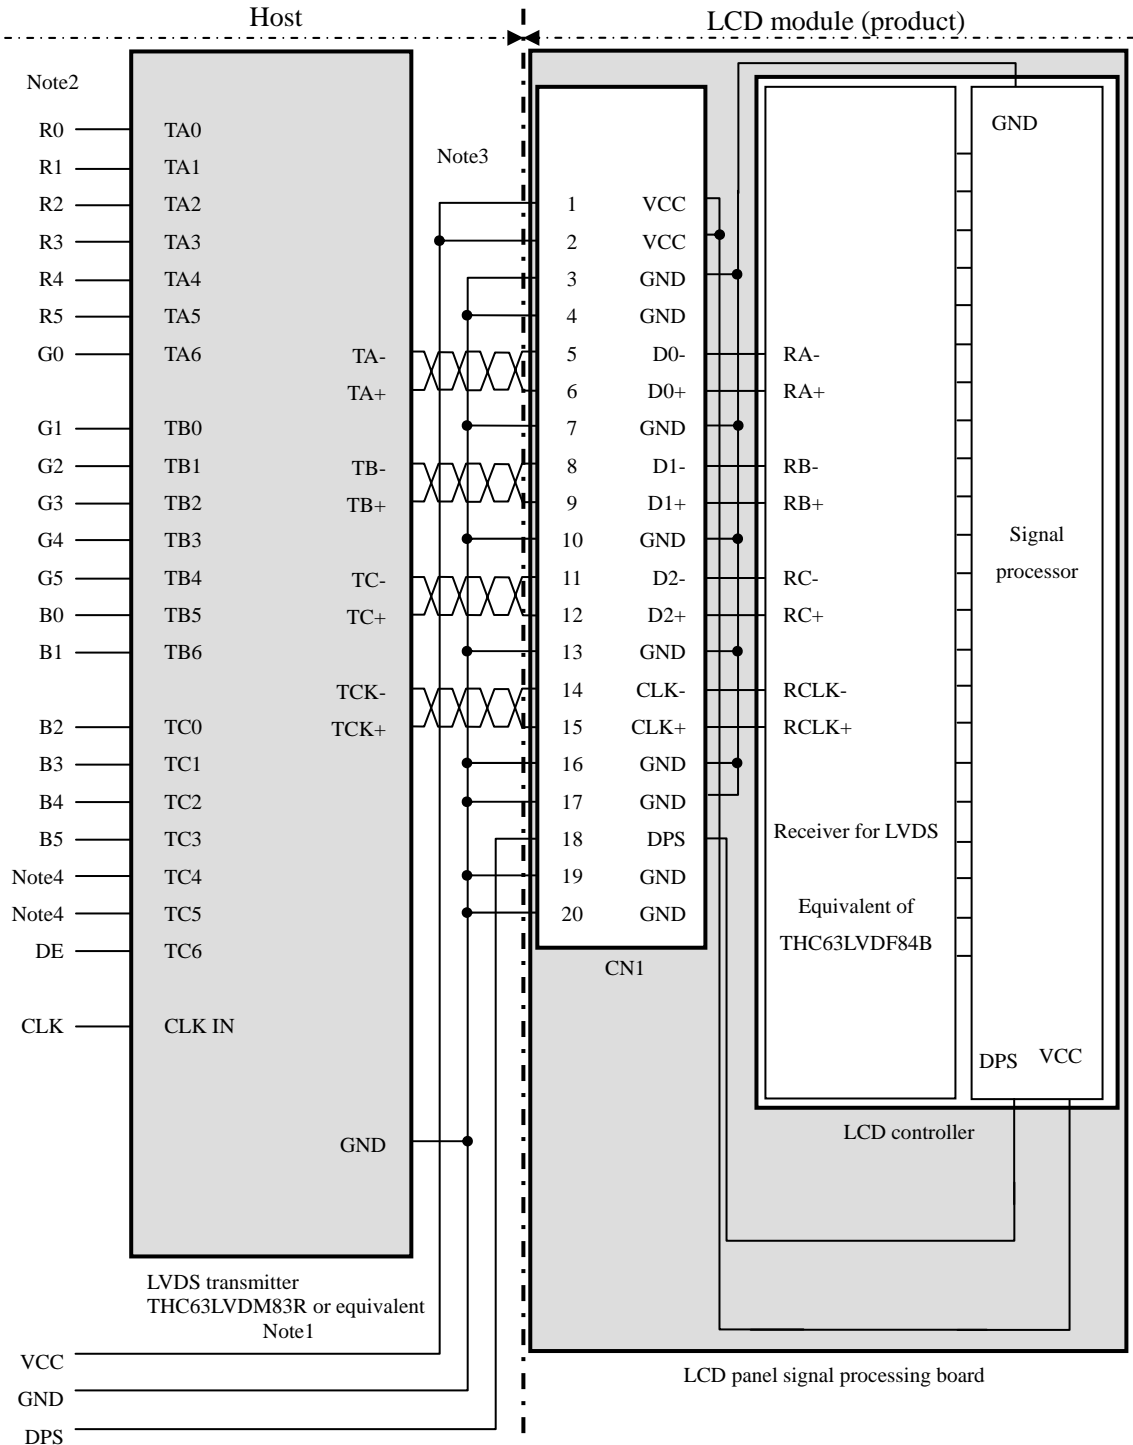 Host
LCD module (product)
Note2
R0 TA0
R1 TA1
R2 TA2
R3 TA3
R4 TA4
R5 TA5
G0 TA6
G1 TB0
G2 TB1
G3 TB2
G4 TB3
G5 TB4
B0 TB5
B1 TB6
B2 TC0
B3 TC1
B4 TC2
B5 TC3
Note4 TC4
Note4 TC5
DE TC6
CLK CLK IN
TA-
TA+
TB-
TB+
TC-
TC+
TCK-
TCK+
GND
Note3
1 VCC
2 VCC
3 GND
4 GND
5 D0-
6 D0+
7 GND
8 D1-
9 D1+
10 GND
11 D2-
12 D2+
13 GND
14 CLK-
15 CLK+
16 GND
17 GND
18 DPS
19 GND
20 GND
CN1
RA-
RA+
RB-
RB+
RC-
RC+
RCLK-
RCLK+
Receiver for LVDS
Equivalent of
THC63LVDF84B
GND
Signal
processor
DPS VCC
LCD controller
LVDS transmitter
THC63LVDM83R or equivalent
Note1
VCC
GND
DPS
LCD panel signal processing board